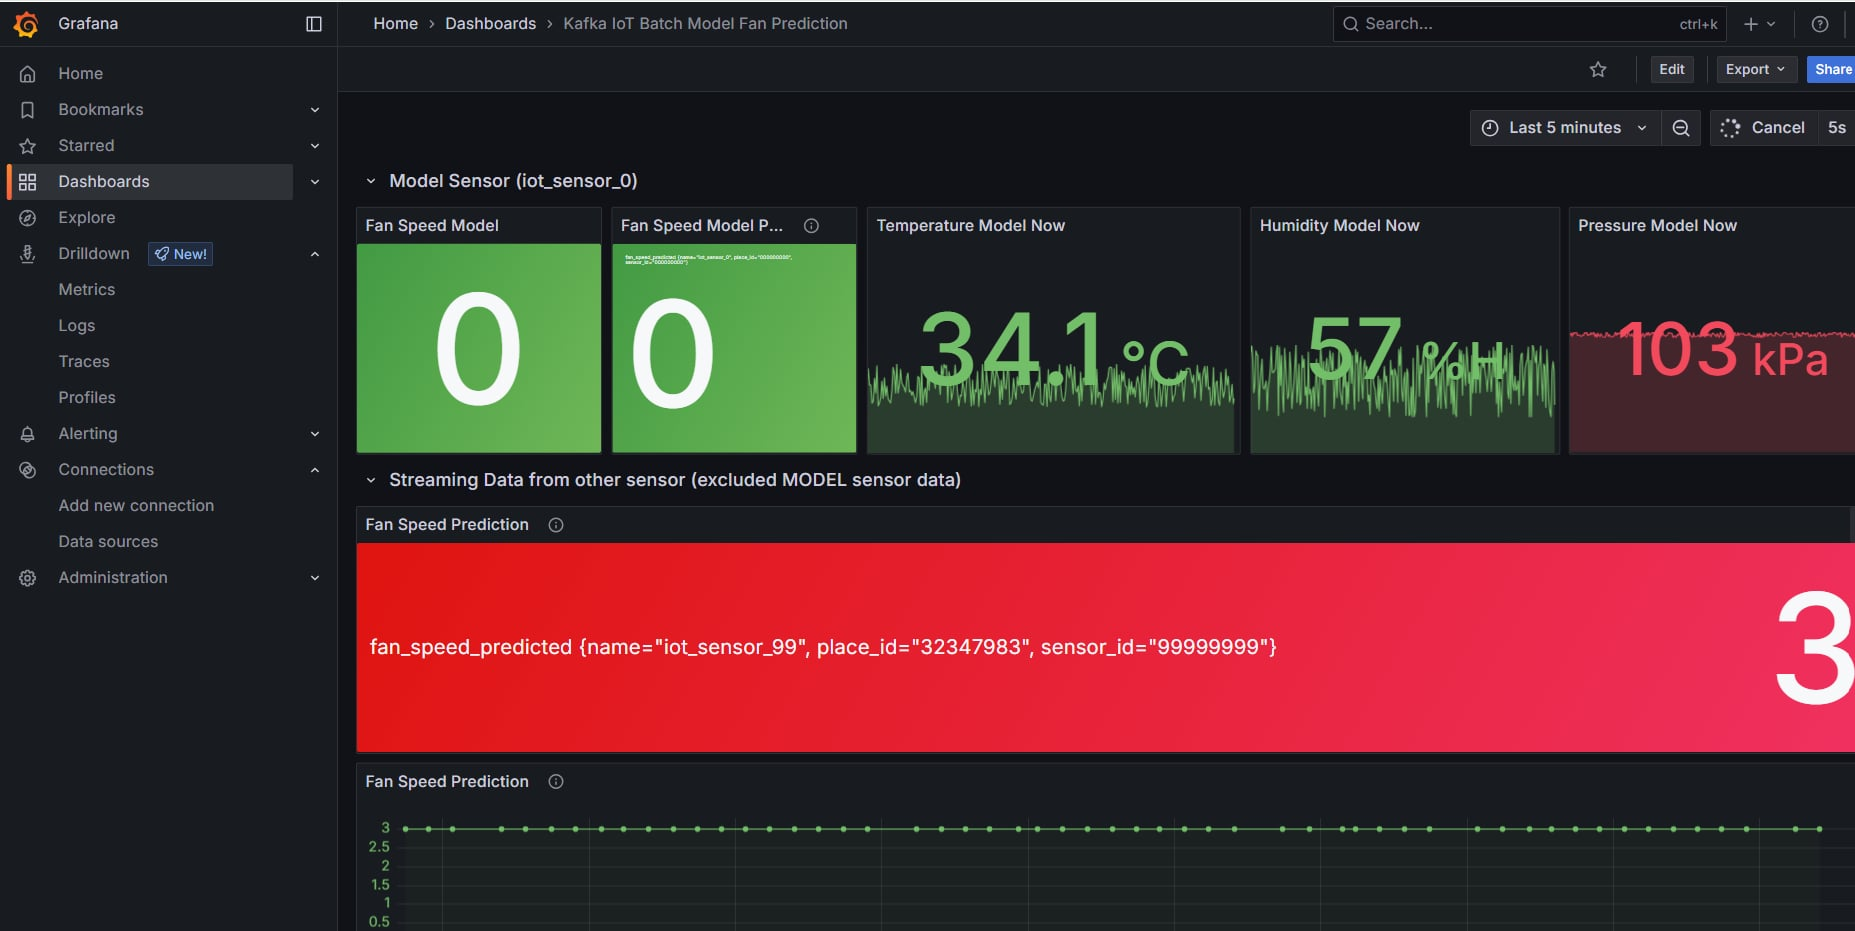 Grafana
Home › Dashboards › Kafka IoT Batch Model Fan Prediction
Search...
ctrl+k
Home
Bookmarks
Starred
Dashboards
Explore
Drilldown
New!
Metrics
Logs
Traces
Profiles
Alerting
Connections
Add new connection
Data sources
Administration
Edit
Export
Share
Last 5 minutes
Cancel
5s
Model Sensor (iot_sensor_0)
Fan Speed Model
0
Fan Speed Model P...
fan_speed_predicted {name="iot_sensor_0", place_id="000000000",
sensor_id="000000000"}
0
Temperature Model Now
34.1 °C
Humidity Model Now
57 %H
Pressure Model Now
103 kPa
Streaming Data from other sensor (excluded MODEL sensor data)
Fan Speed Prediction
fan_speed_predicted {name="iot_sensor_99", place_id="32347983", sensor_id="99999999"}
3
Fan Speed Prediction
3
2.5
2
1.5
1
0.5